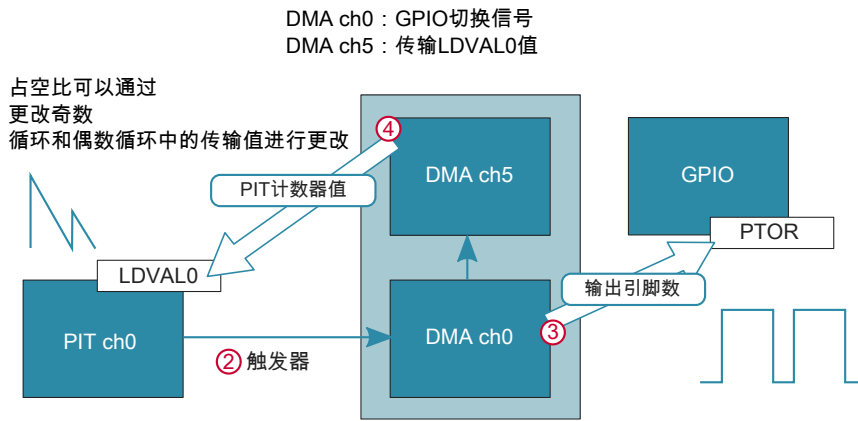 DMA ch0：GPIO切换信号
DMA ch5：传输LDVAL0值
占空比可以通过
更改奇数
循环和偶数循环中的传输值进行更改
④
DMA ch5
GPIO
PIT计数器值
PTOR
LDVAL0
输出引脚数
PIT ch0
DMA ch0
③
②触发器